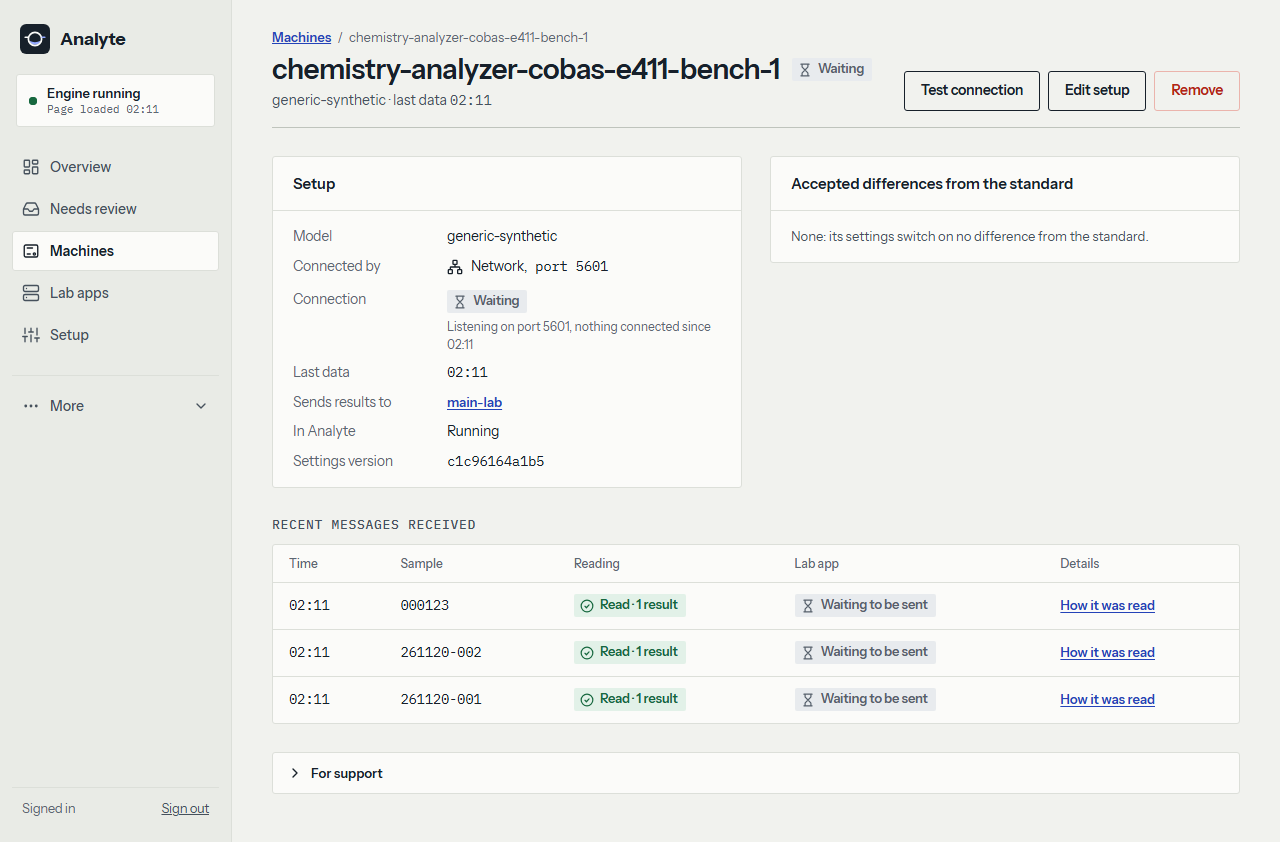 Analyte
Engine running
Page loaded 02:11
Overview
Needs review
Machines
Lab apps
Setup
More
Signed in
Sign out
Machines / chemistry-analyzer-cobas-e411-bench-1
chemistry-analyzer-cobas-e411-bench-1 Waiting
generic-synthetic · last data 02:11
Test connection
Edit setup
Remove
Setup
Model generic-synthetic
Connected by Network, port 5601
Connection Waiting
Listening on port 5601, nothing connected since
02:11
Last data 02:11
Sends results to main-lab
In Analyte Running
Settings version c1c96164a1b5
Accepted differences from the standard
None: its settings switch on no difference from the standard.
RECENT MESSAGES RECEIVED
Time Sample Reading Lab app Details
02:11 000123 Read · 1 result Waiting to be sent How it was read
02:11 261120-002 Read · 1 result Waiting to be sent How it was read
02:11 261120-001 Read · 1 result Waiting to be sent How it was read
For support